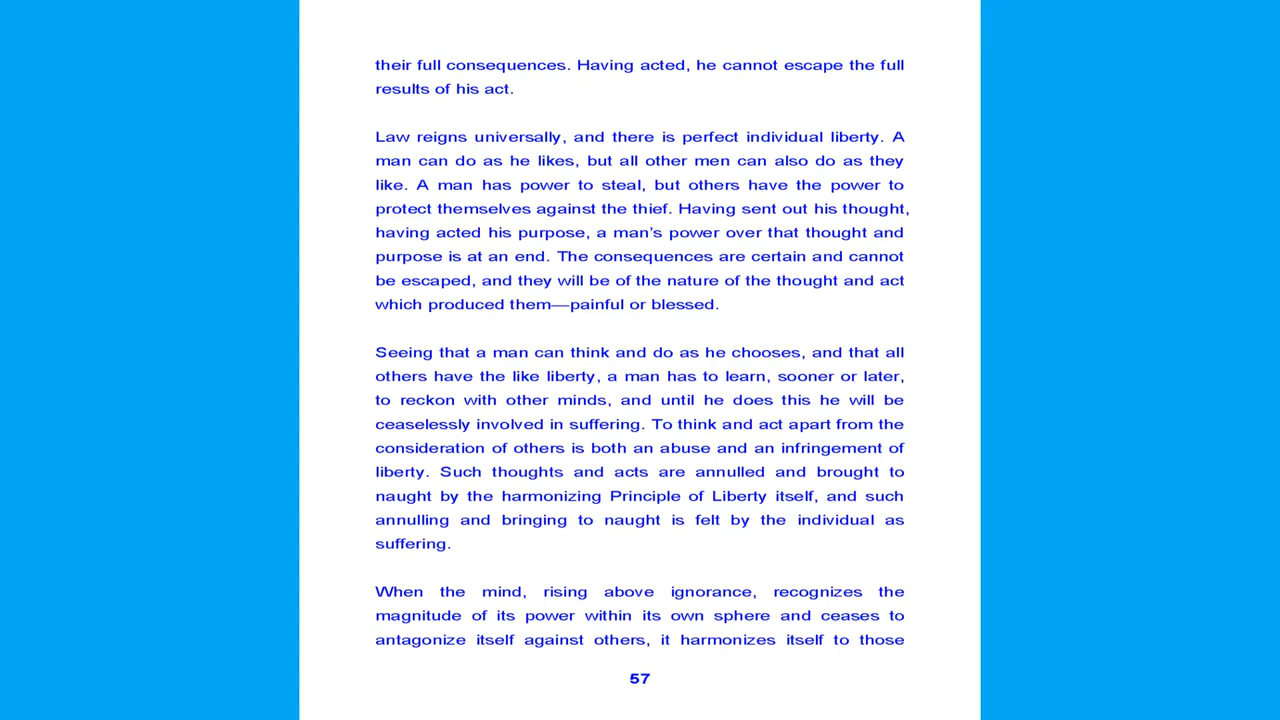 their full consequences. Having acted, he cannot escape the full
results of his act.
Law reigns universally, and there is perfect individual liberty. A
man can do as he likes, but all other men can also do as they
like. A man has power to steal, but others have the power to
protect themselves against the thief. Having sent out his thought,
having acted his purpose, a man’s power over that thought and
purpose is at an end. The consequences are certain and cannot
be escaped, and they will be of the nature of the thought and act
which produced them—painful or blessed.
Seeing that a man can think and do as he chooses, and that all
others have the like liberty, a man has to learn, sooner or later,
to reckon with other minds, and until he does this he will be
ceaselessly involved in suffering. To think and act apart from the
consideration of others is both an abuse and an infringement of
liberty. Such thoughts and acts are annulled and brought to
naught by the harmonizing Principle of Liberty itself, and such
annulling and bringing to naught is felt by the individual as
suffering.
When the mind, rising above ignorance, recognizes the
magnitude of its power within its own sphere and ceases to
antagonize itself against others, it harmonizes itself to those
57